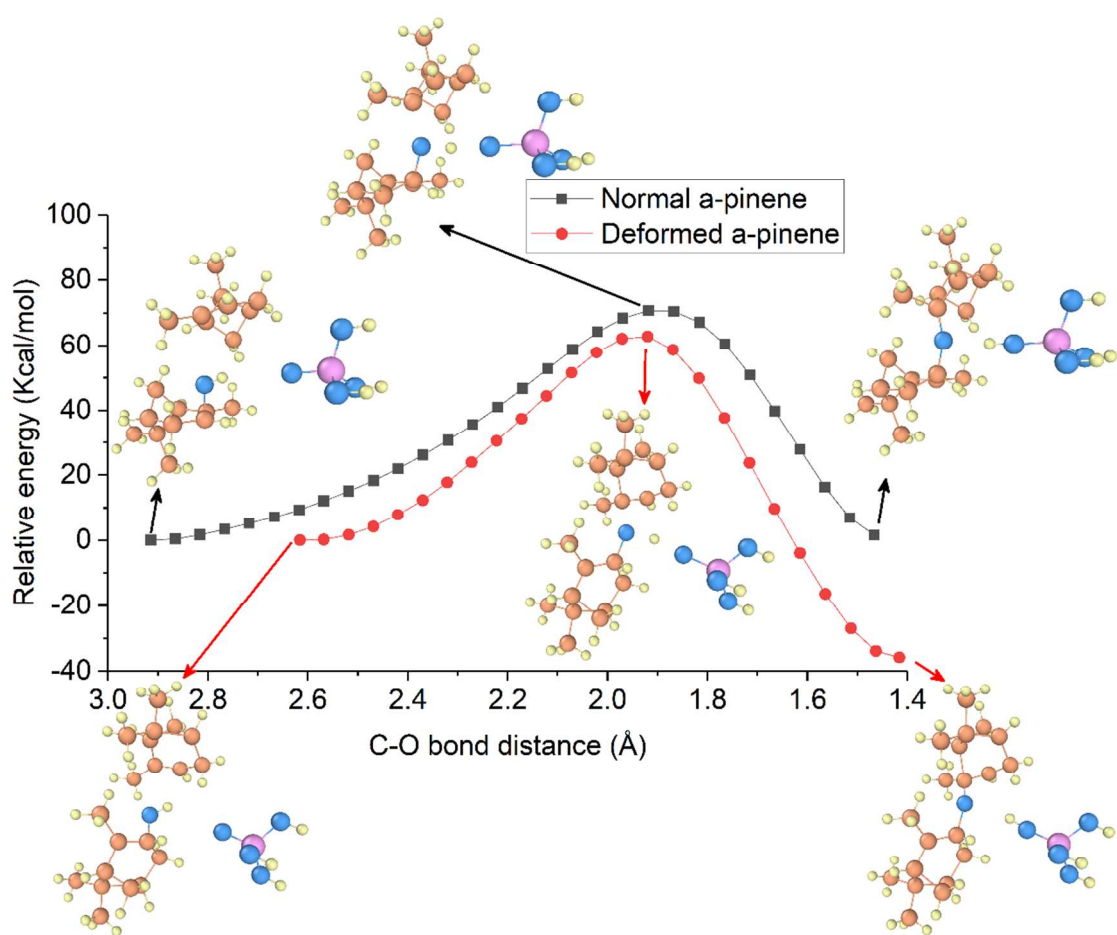 Normal a-pinene
Deformed a-pinene
100
80
60
40
20
0
-20
-40
Relative energy (Kcal/mol)
3.0 2.8 2.6 2.4 2.2 2.0 1.8 1.6 1.4
C-O bond distance (Å)